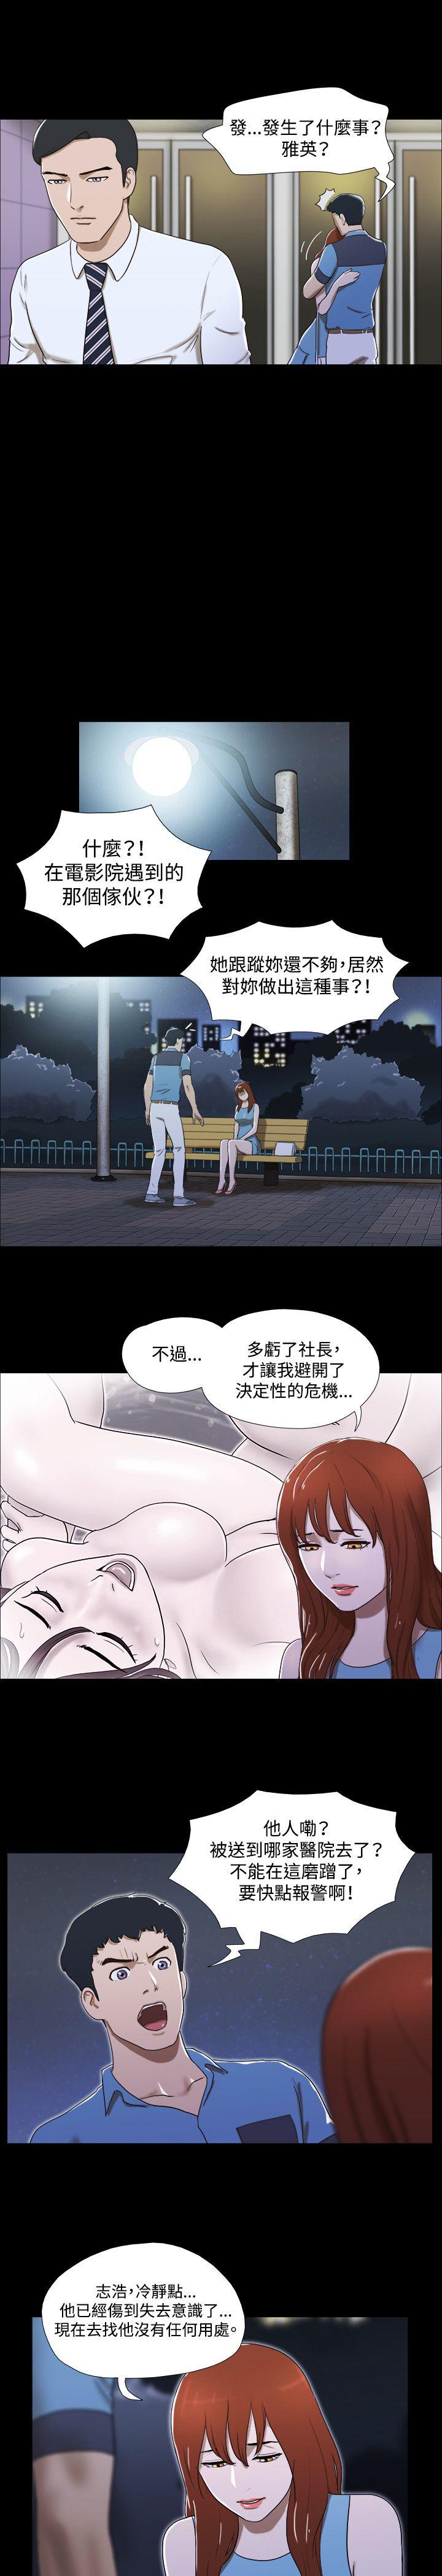 發...發生了什麼事?
雅英?
什麼?!
在電影院遇到的
那個傢伙?!
她跟蹤妳還不夠,居然
對妳做出這種事?!
多虧了社長,
才讓我避開了
決定性的危機...
不過...
他人嘞?
被送到哪家醫院去了?
不能在這磨蹭了,
要快點報警啊!
志浩,冷靜點...
他已經傷到失去意識了...
現在去找他沒有任何用處。